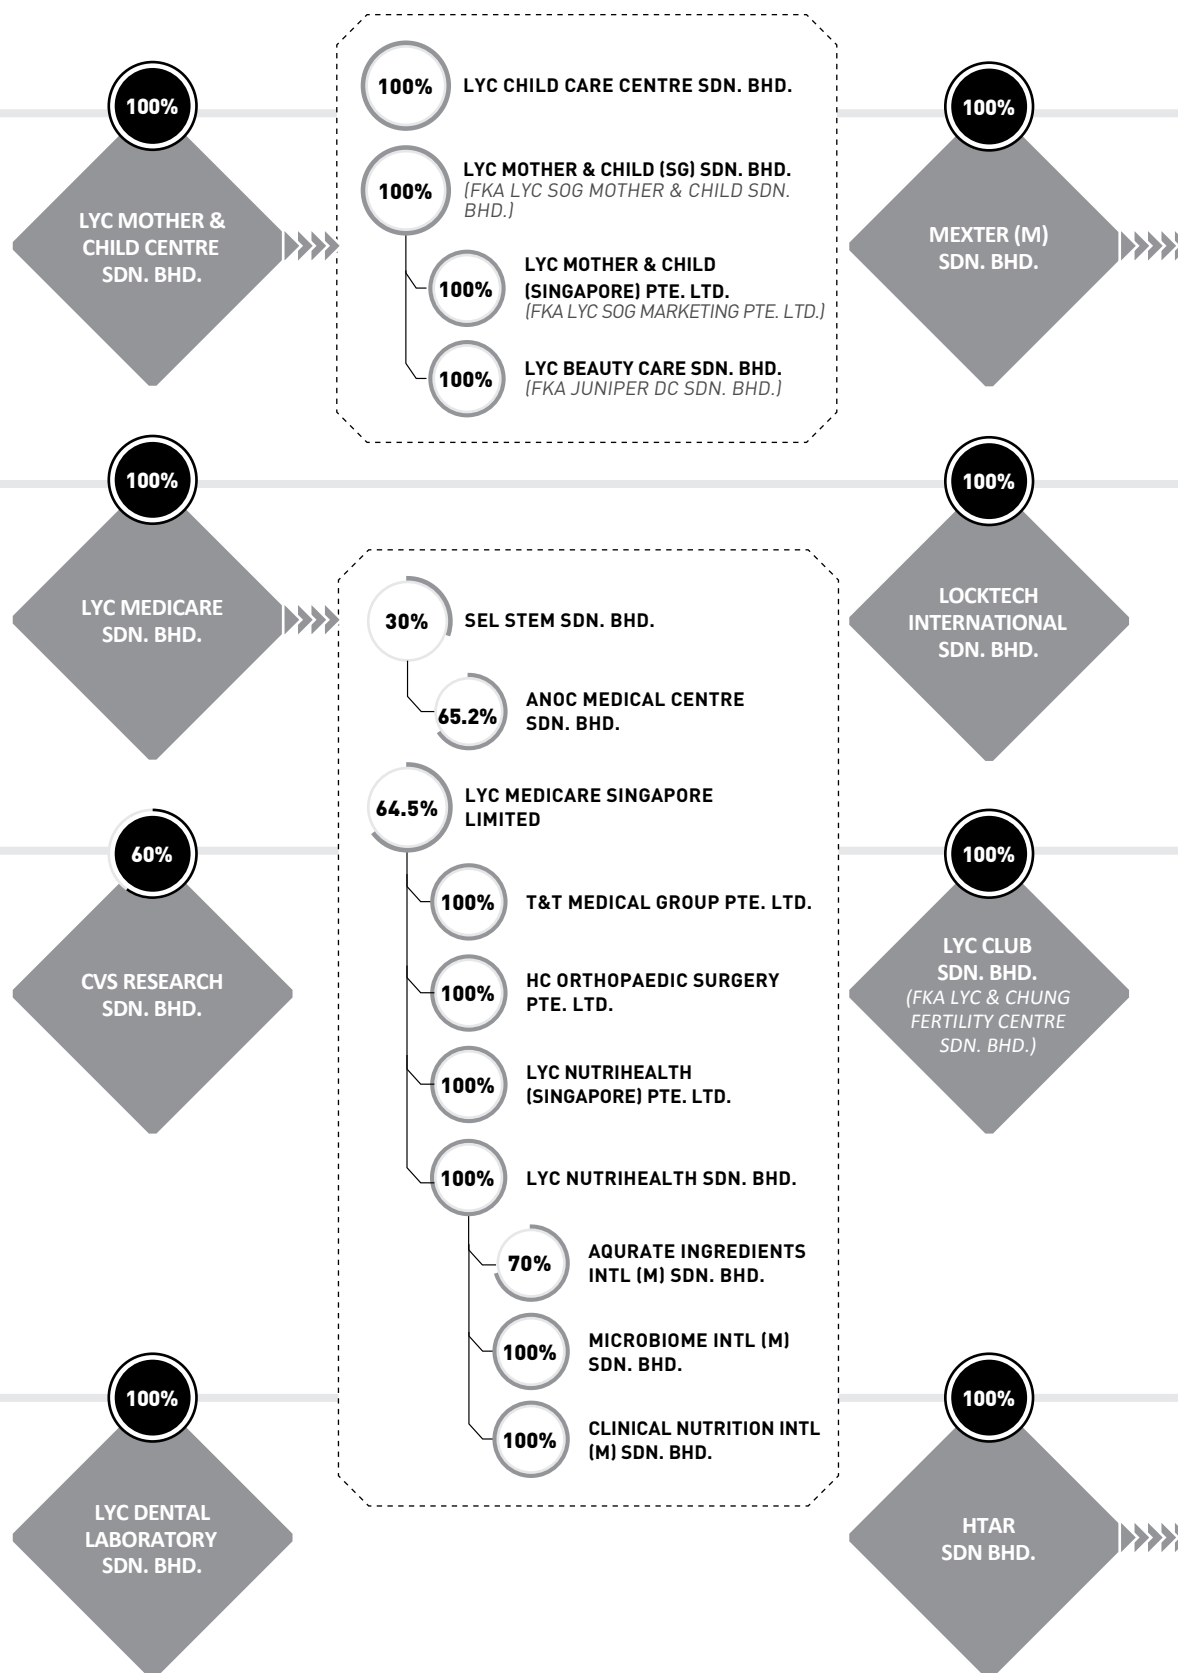 100%
LYC MOTHER &
CHILD CENTRE
SDN. BHD.
100%
LYC CHILD CARE CENTRE SDN. BHD.
100%
LYC MOTHER & CHILD (SG) SDN. BHD.
(FKA LYC SOG MOTHER & CHILD SDN.
BHD.)
100%
LYC MOTHER & CHILD
(SINGAPORE) PTE. LTD.
(FKA LYC SOG MARKETING PTE. LTD.)
100%
LYC BEAUTY CARE SDN. BHD.
(FKA JUNIPER DC SDN. BHD.)
100%
MEXTER (M)
SDN. BHD.
100%
LYC MEDICARE
SDN. BHD.
30%
SEL STEM SDN. BHD.
65.2%
ANOC MEDICAL CENTRE
SDN. BHD.
64.5%
LYC MEDICARE SINGAPORE
LIMITED
100%
T&T MEDICAL GROUP PTE. LTD.
100%
HC ORTHOPAEDIC SURGERY
PTE. LTD.
100%
LYC NUTRIHEALTH
(SINGAPORE) PTE. LTD.
100%
LYC NUTRIHEALTH SDN. BHD.
70%
AQURATE INGREDIENTS
INTL (M) SDN. BHD.
100%
MICROBIOME INTL (M)
SDN. BHD.
100%
CLINICAL NUTRITION INTL
(M) SDN. BHD.
100%
LOCKTECH
INTERNATIONAL
SDN. BHD.
60%
CVS RESEARCH
SDN. BHD.
100%
LYC CLUB
SDN. BHD.
(FKA LYC & CHUNG
FERTILITY CENTRE
SDN. BHD.)
100%
LYC DENTAL
LABORATORY
SDN. BHD.
100%
HTAR
SDN BHD.